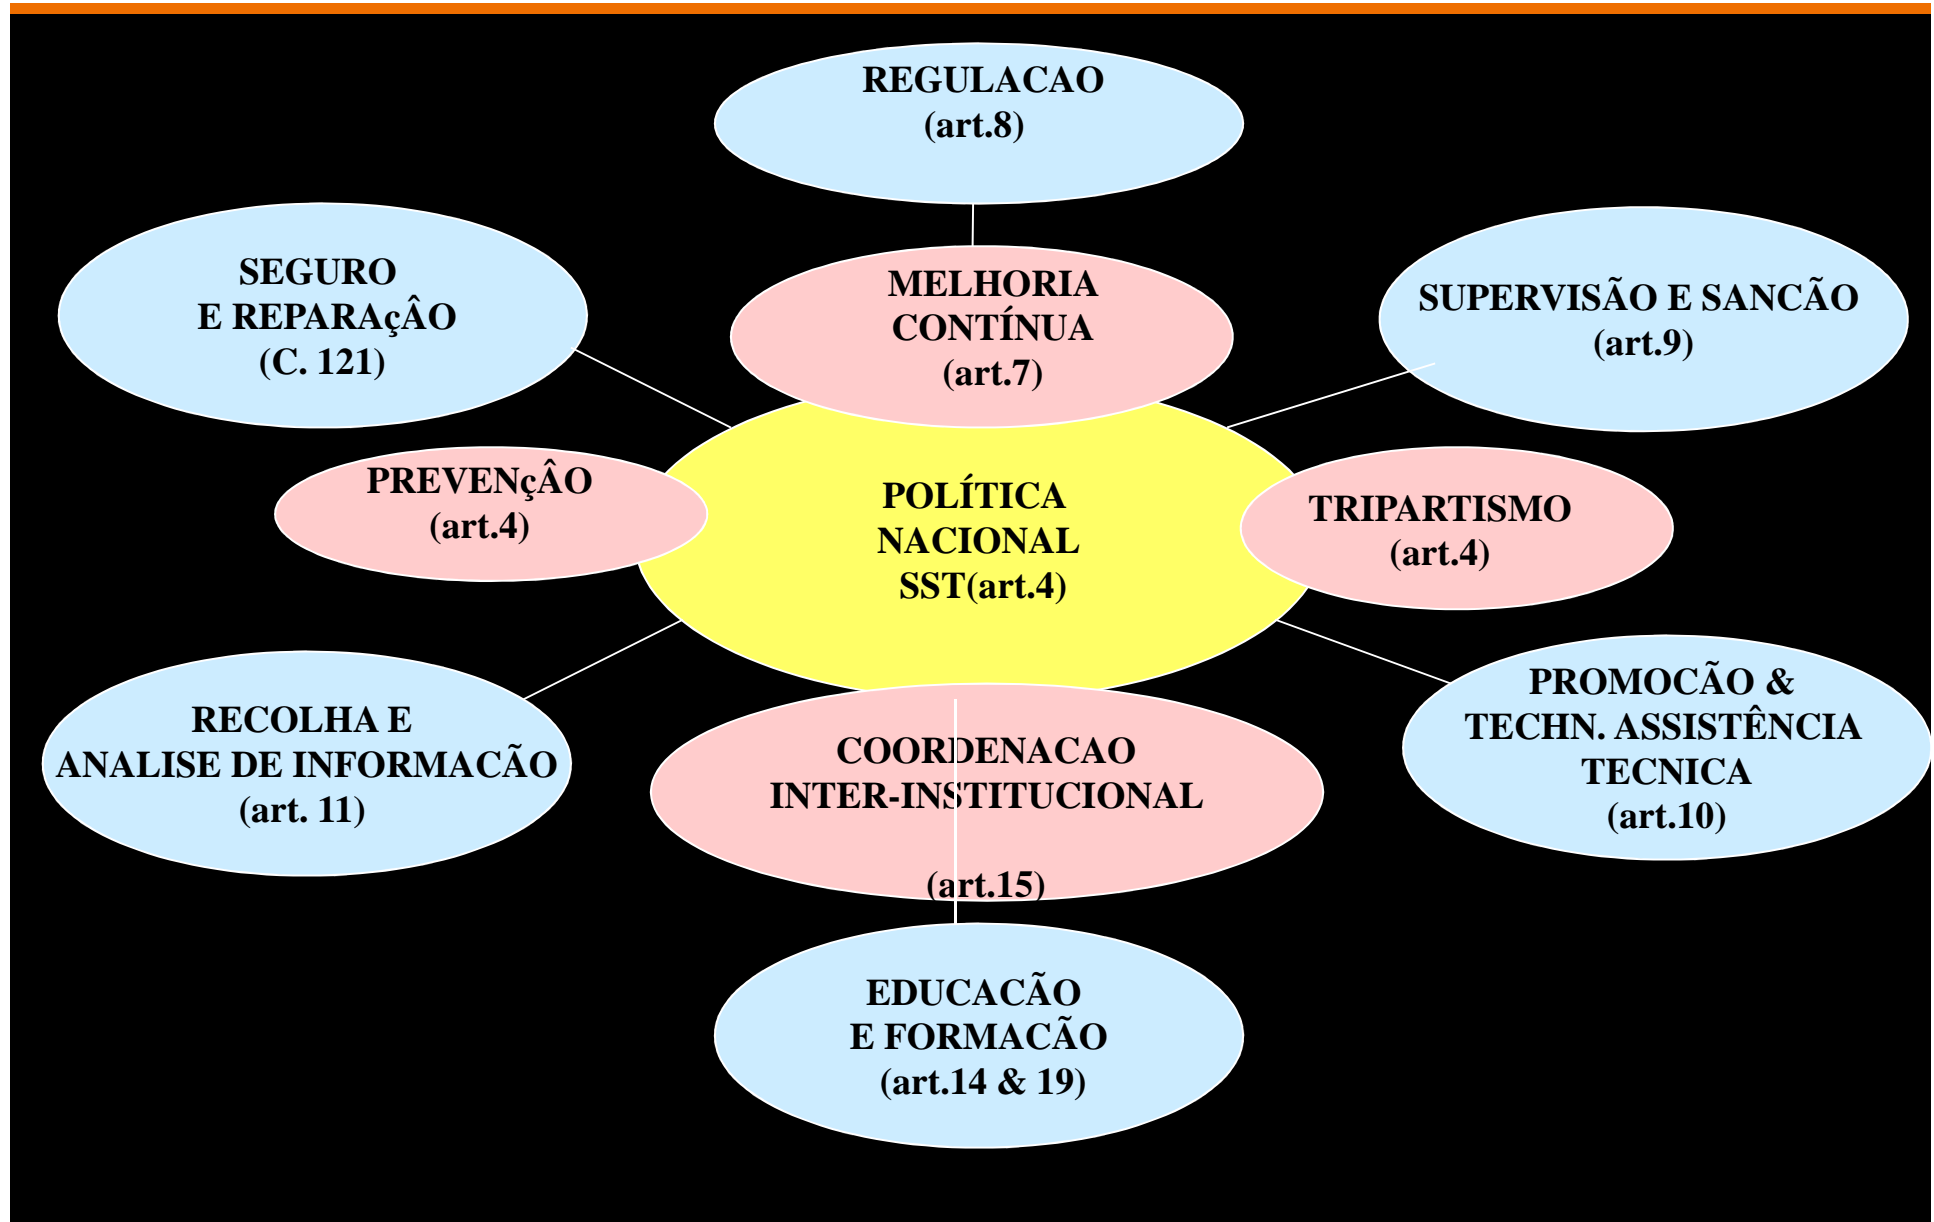 REGULACAO
(art.8)
SEGURO
E REPARAçÂO
(C. 121)
MELHORIA
CONTÍNUA
(art.7)
SUPERVISÃO E SANCÃO
(art.9)
PREVENçÂO
(art.4)
POLÍTICA
NACIONAL
SST(art.4)
TRIPARTISMO
(art.4)
RECOLHA E
ANALISE DE INFORMACÃO
(art. 11)
COORDENACAO
INTER-INSTITUCIONAL
(art.15)
PROMOCÃO &
TECHN. ASSISTÊNCIA
TECNICA
(art.10)
EDUCACÃO
E FORMACÃO
(art.14 & 19)